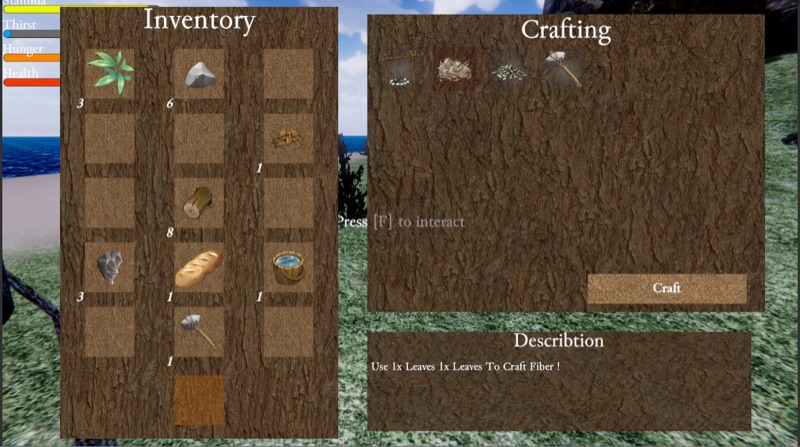 Stamina
Thirst
Hunger
Health
Inventory
3
6
1
8
3
1
1
1
Press [F] to interact
Crafting
Craft
Describtion
Use 1x Leaves 1x Leaves To Craft Fiber !